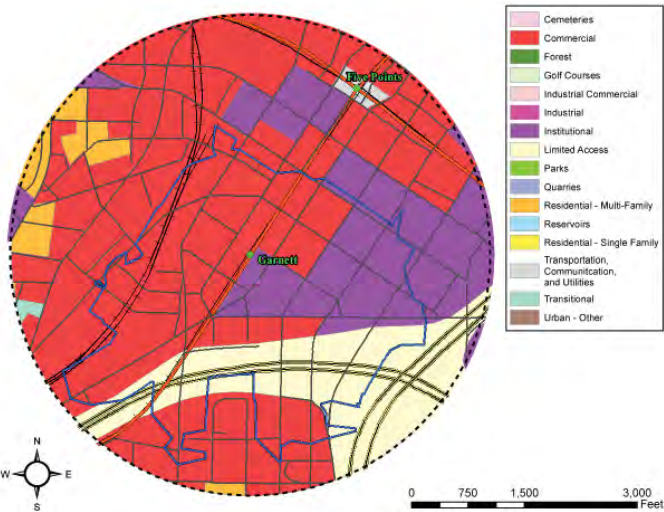 Five Points
Garnett
Cemeteries
Commercial
Forest
Golf Courses
Industrial Commercial
Industrial
Institutional
Limited Access
Parks
Quarries
Residential - Multi-Family
Reservoirs
Residential - Single Family
Transportation,
Communitcation,
and Utilities
Transitional
Urban - Other
N
W E
S
0 750 1,500 3,000
Feet